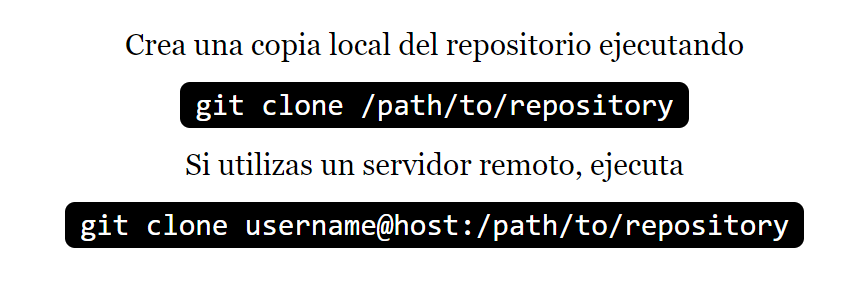 Crea una copia local del repositorio ejecutando
git clone /path/to/repository
Si utilizas un servidor remoto, ejecuta
git clone username@host:/path/to/repository